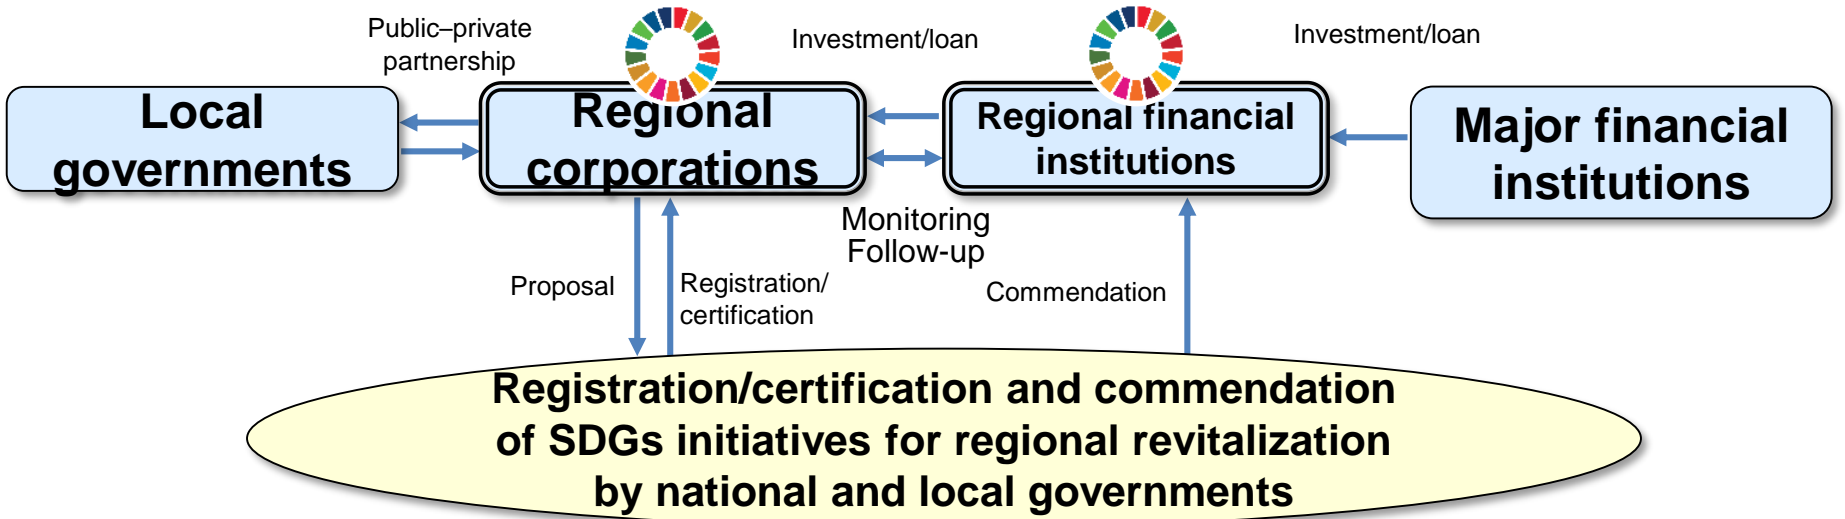 Public–private
partnership
Investment/loan
Investment/loan
Local
governments
Regional
corporations
Regional financial
institutions
Major financial
institutions
Monitoring
Follow-up
Proposal
Registration/
certification
Commendation
Registration/certification and commendation
of SDGs initiatives for regional revitalization
by national and local governments